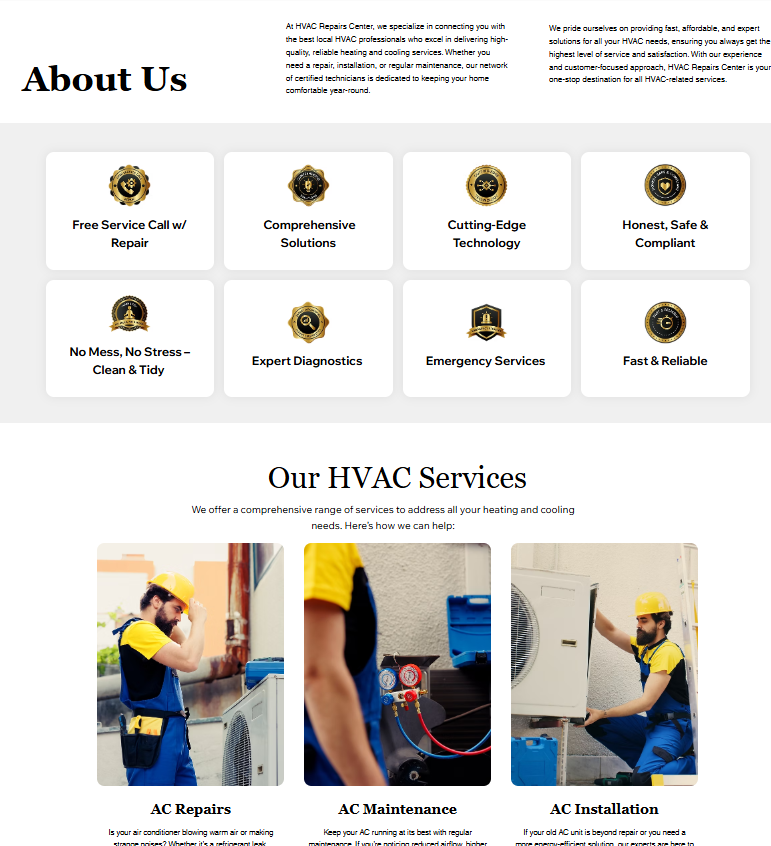 About Us
At HVAC Repairs Center, we specialize in connecting you with
the best local HVAC professionals who excel in delivering high-
quality, reliable heating and cooling services. Whether you
need a repair, installation, or regular maintenance, our network
of certified technicians is dedicated to keeping your home
comfortable year-round.
We pride ourselves on providing fast, affordable, and expert
solutions for all your HVAC needs, ensuring you always get the
highest level of service and satisfaction. With our experience
and customer-focused approach, HVAC Repairs Center is your
one-stop destination for all HVAC-related services.
Free Service Call w/
Repair
Comprehensive
Solutions
Cutting-Edge
Technology
Honest, Safe &
Compliant
No Mess, No Stress –
Clean & Tidy
Expert Diagnostics
Emergency Services
Fast & Reliable
Our HVAC Services
We offer a comprehensive range of services to address all your heating and cooling
needs. Here's how we can help:
AC Repairs
Is your air conditioner blowing warm air or making
strange noises? Whether it's a refrigerant leak,
AC Maintenance
Keep your AC running at its best with regular
maintenance. If you're noticing reduced airflow, higher
AC Installation
If your old AC unit is beyond repair or you need a
more energy-efficient solution, our experts are here to